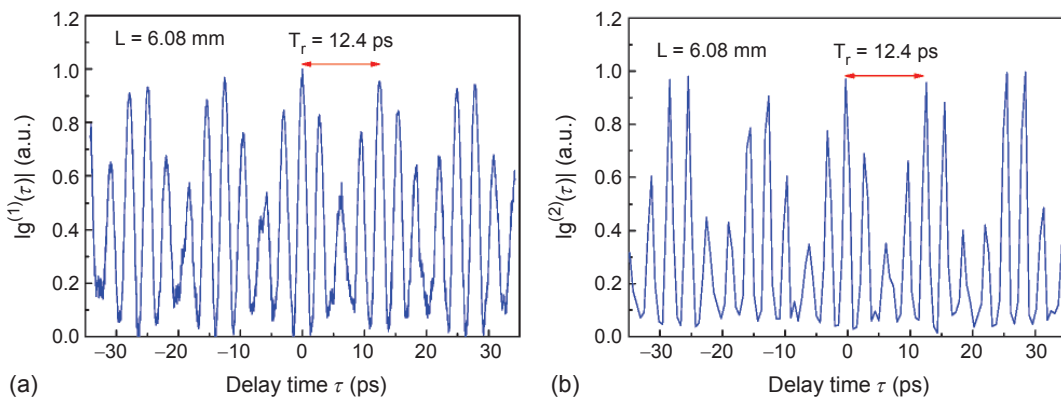 1.2
1.0
0.8
0.6
0.4
0.2
0.0
|g(1)(τ)| (a.u.)
L = 6.08 mm
Tr = 12.4 ps
−30 −20 −10 0 10 20 30
(a) Delay time τ (ps)
1.2
1.0
0.8
0.6
0.4
0.2
0.0
|g(2)(τ)| (a.u.)
L = 6.08 mm
Tr = 12.4 ps
−30 −20 −10 0 10 20 30
(b) Delay time τ (ps)